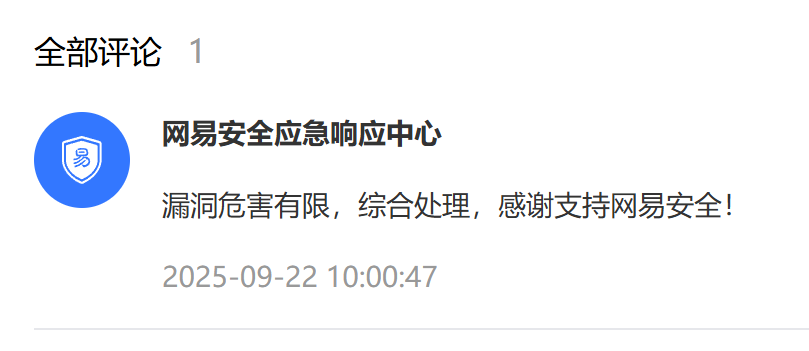 全部评论 1
易
网易安全应急响应中心
漏洞危害有限，综合处理，感谢支持网易安全！
2025-09-22 10:00:47